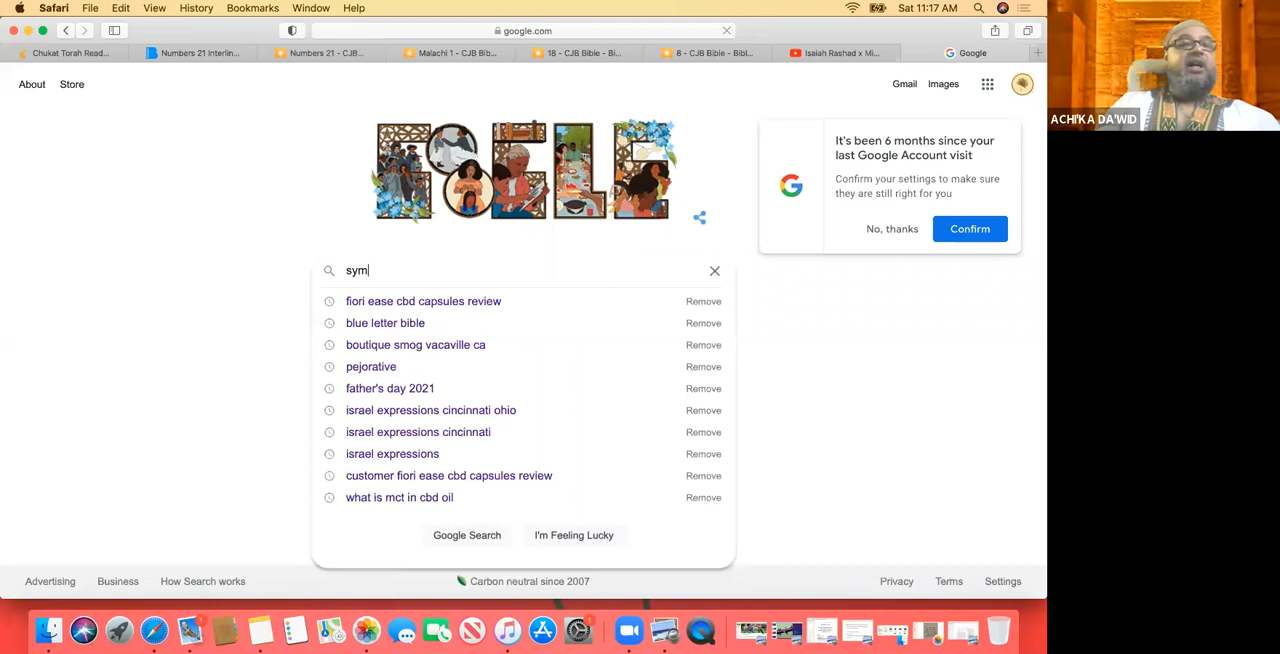 Safari File Edit View History Bookmarks Window Help Sat 11:17 AM
google.com
Chukat Torah Read... Numbers 21 Interlin... Numbers 21 - CJB... Malachi 1 - CJB Bib... 18 - CJB Bible - Bi... 8 - CJB Bible - Bibl... Isaiah Rashad x Mi... Google
About Store Gmail Images
ACHI'KA DA'WID
It's been 6 months since your
last Google Account visit
Confirm your settings to make sure
they are still right for you
No, thanks Confirm
sym
fiori ease cbd capsules review Remove
blue letter bible Remove
boutique smog vacaville ca Remove
pejorative Remove
father's day 2021 Remove
israel expressions cincinnati ohio Remove
israel expressions cincinnati Remove
israel expressions Remove
customer fiori ease cbd capsules review Remove
what is mct in cbd oil Remove
Google Search I'm Feeling Lucky
Advertising Business How Search works Carbon neutral since 2007 Privacy Terms Settings